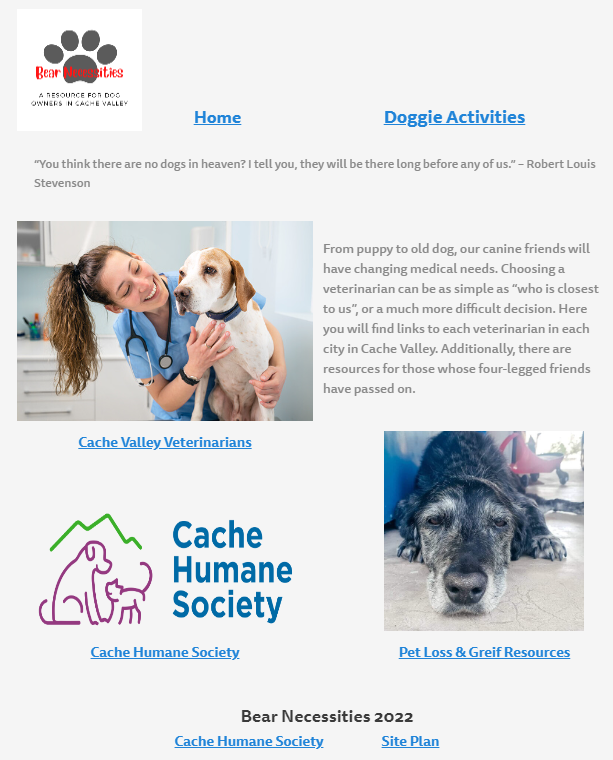 Bear Necessities
A RESOURCE FOR DOG
OWNERS IN CACHE VALLEY
Home
Doggie Activities
“You think there are no dogs in heaven? I tell you, they will be there long before any of us.” – Robert Louis
Stevenson
From puppy to old dog, our canine friends will
have changing medical needs. Choosing a
veterinarian can be as simple as “who is closest
to us”, or a much more difficult decision. Here
you will find links to each veterinarian in each
city in Cache Valley. Additionally, there are
resources for those whose four-legged friends
have passed on.
Cache Valley Veterinarians
Cache
Humane
Society
Cache Humane Society
Pet Loss & Greif Resources
Bear Necessities 2022
Cache Humane Society
Site Plan